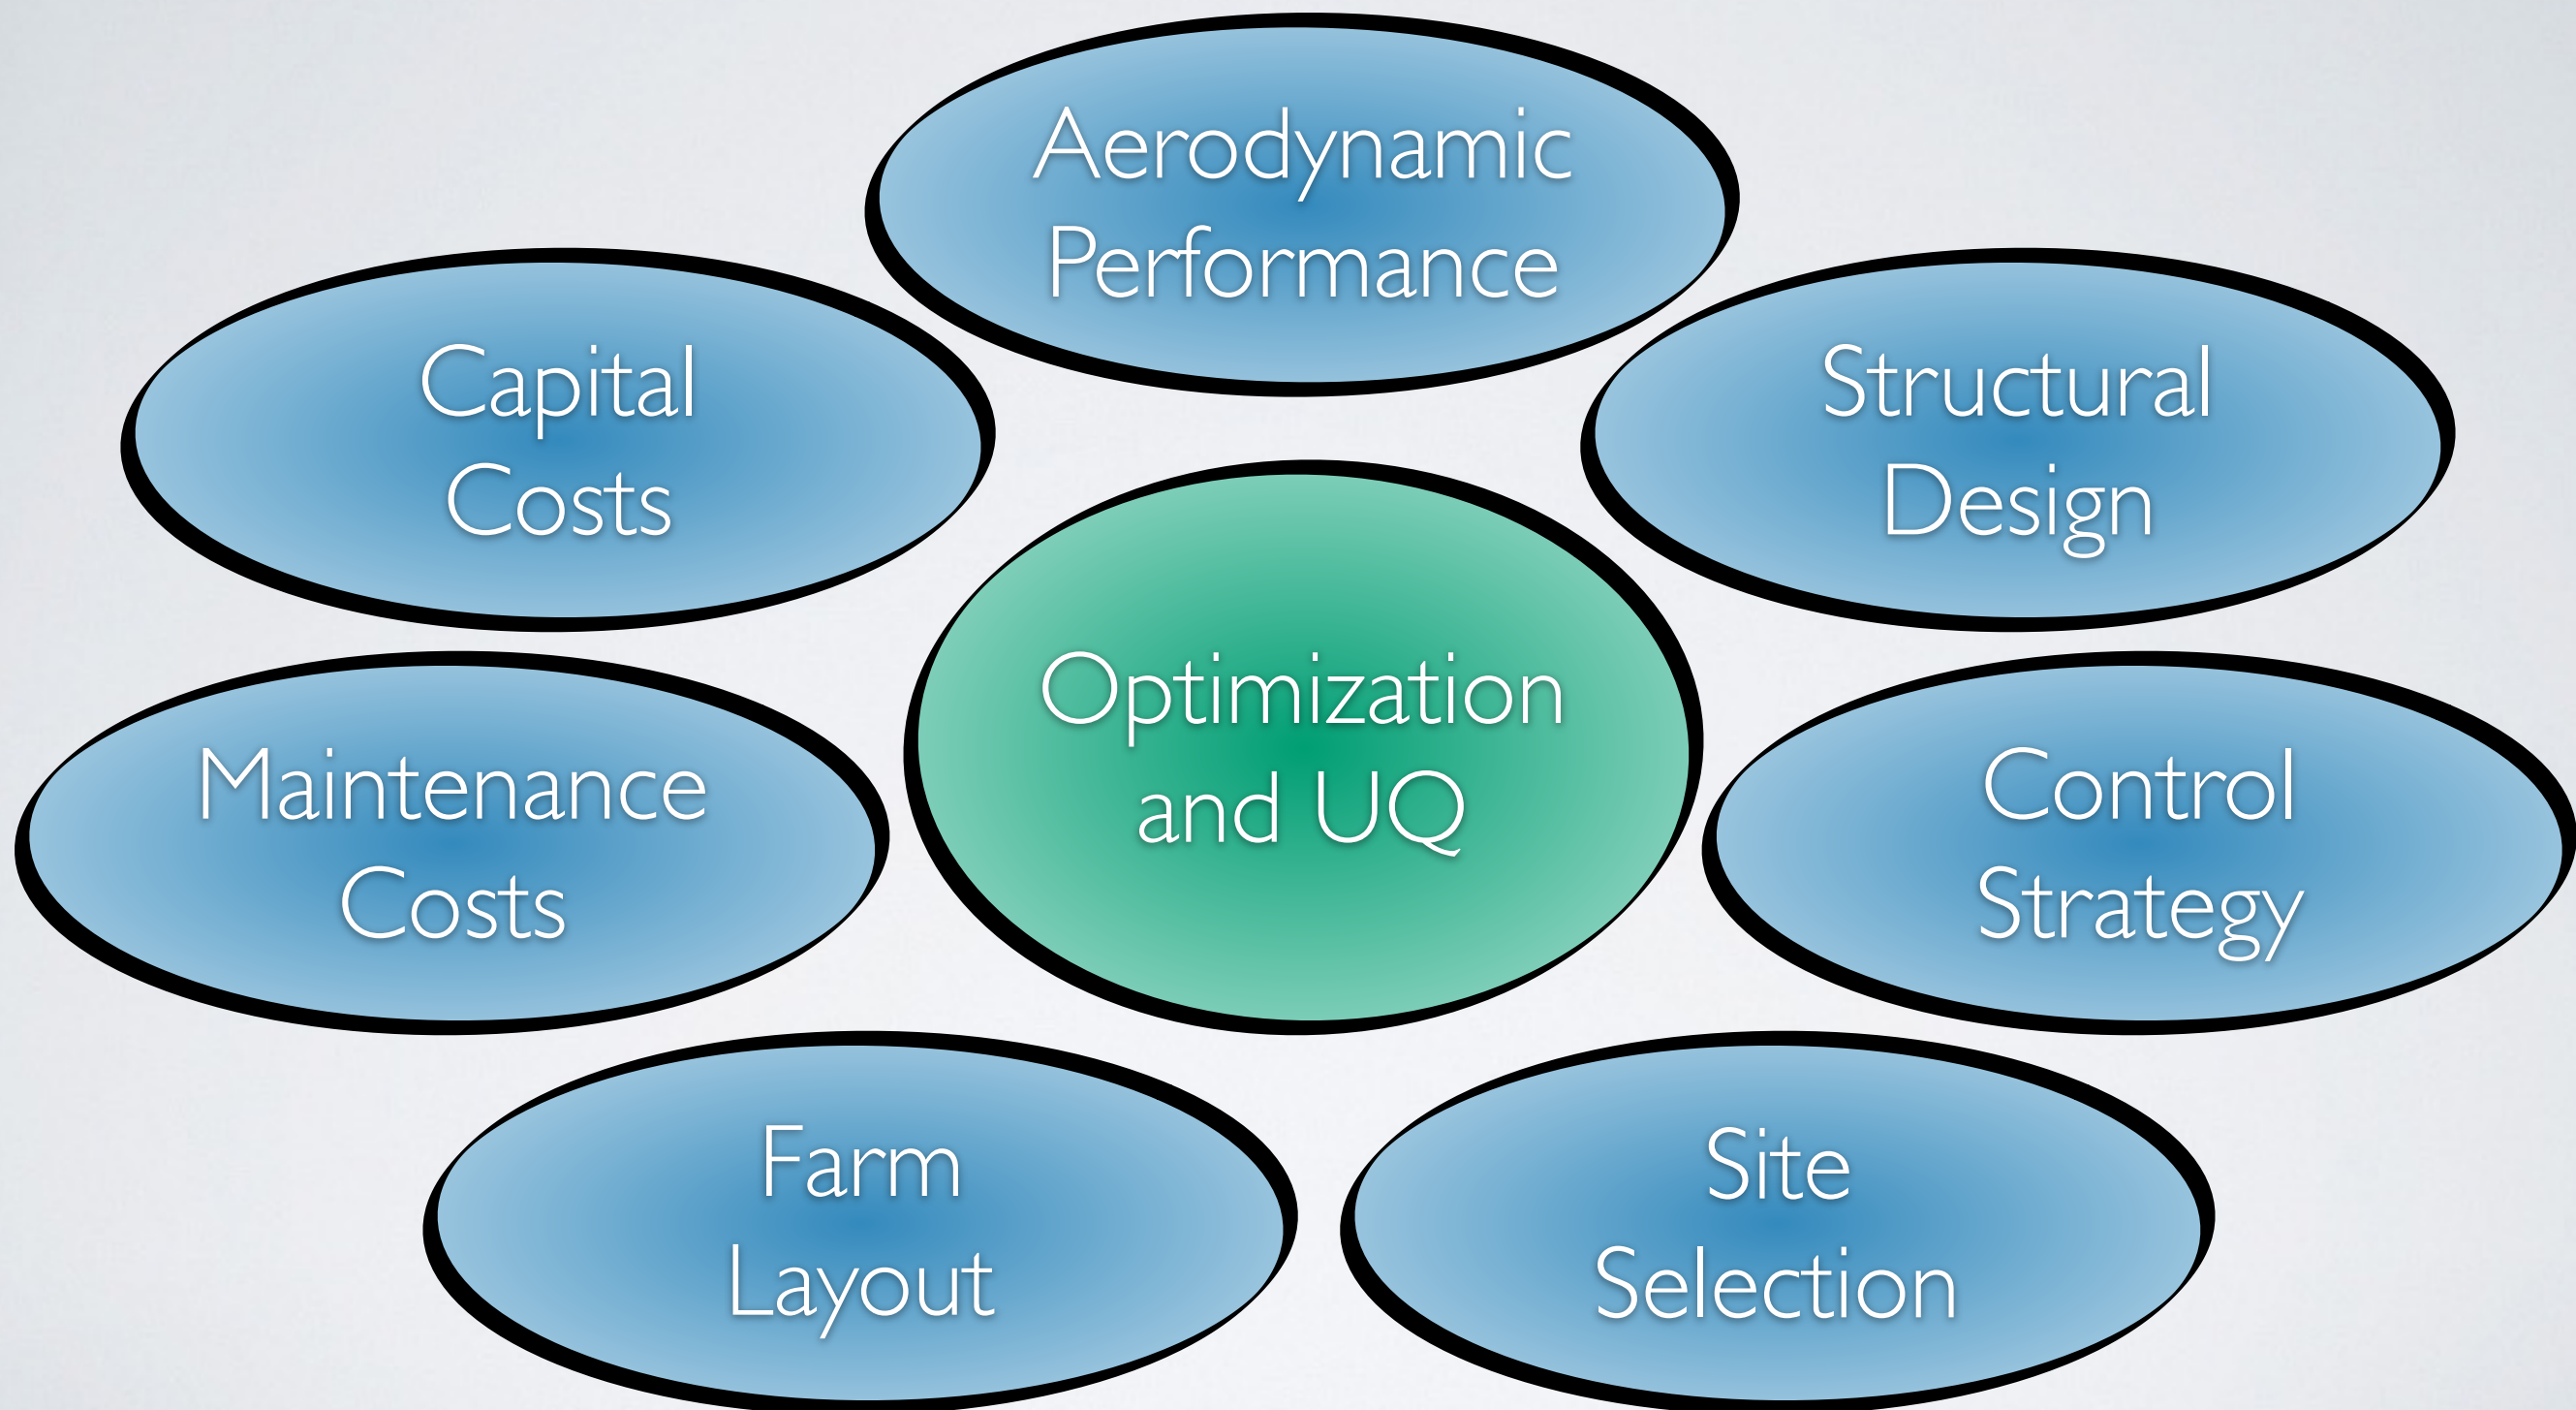 Aerodynamic
Performance
Capital
Costs
Structural
Design
Optimization
and UQ
Maintenance
Costs
Control
Strategy
Farm
Layout
Site
Selection